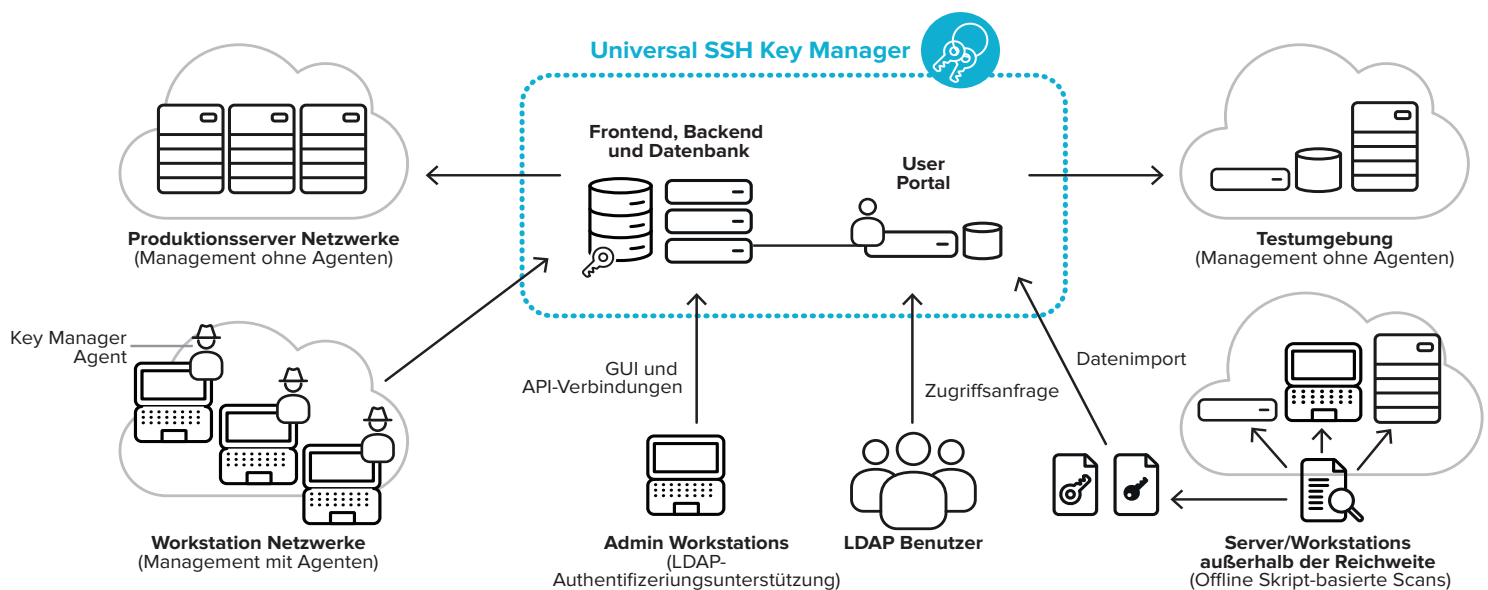 Universal SSH Key Manager
Frontend, Backend
und Datenbank
User
Portal
Produktionsserver Netzwerke
(Management ohne Agenten)
Testumgebung
(Management ohne Agenten)
Key Manager
Agent
GUI und
API-Verbindungen
Zugriffsanfrage
Datenimport
Workstation Netzwerke
(Management mit Agenten)
Admin Workstations
(LDAP-
Authentifizeriungsunterstützung)
LDAP Benutzer
Server/Workstations
außerhalb der Reichweite
(Offline Skript-basierte Scans)